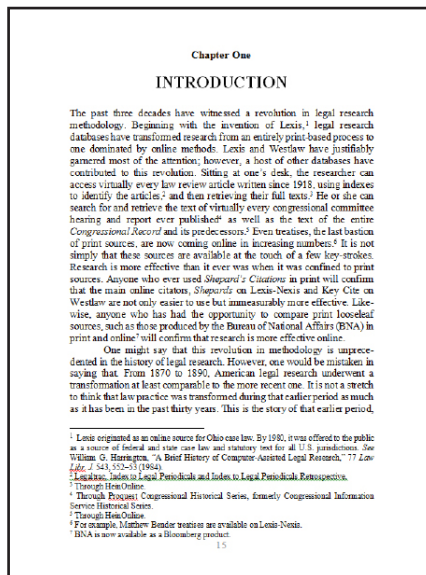 Chapter One
INTRODUCTION
The past three decades have witnessed a revolution in legal research
methodology. Beginning with the invention of Lexis,¹ legal research
databases have transformed research from an entirely print-based process to
one dominated by online methods. Lexis and Westlaw have justifiably
garnered most of the attention; however, a host of other databases have
contributed to this revolution. Sitting at one's desk, the researcher can
access virtually every law review article written since 1918, using indexes
to identify the articles,² and then retrieving their full texts.³ He or she can
search for and retrieve the text of virtually every congressional committee
hearing and report ever published⁴ as well as the text of the entire
Congressional Record and its predecessors.⁵ Even treatises, the last bastion
of print sources, are now coming online in increasing numbers.⁶ It is not
simply that these sources are available at the touch of a few key-strokes.
Research is more effective than it ever was when it was confined to print
sources. Anyone who ever used Shepard's Citations in print will confirm
that the main online citators, Shepards on Lexis-Nexis and Key Cite on
Westlaw are not only easier to use but immeasurably more effective. Like-
wise, anyone who has had the opportunity to compare print looseleaf
sources, such as those produced by the Bureau of National Affairs (BNA) in
print and online⁷ will confirm that research is more effective online.
One might say that this revolution in methodology is unprece-
dented in the history of legal research. However, one would be mistaken in
saying that. From 1870 to 1890, American legal research underwent a
transformation at least comparable to the more recent one. It is not a stretch
to think that law practice was transformed during that earlier period as much
as it has been in the past thirty years. This is the story of that earlier period,
¹ Lexis originated as an online source for Ohio case law. By 1980, it was offered to the public
as a source of federal and state case law and statutory text for all U.S. jurisdictions. See
William G. Harrington, "A Brief History of Computer-Assisted Legal Research," 77 Law
Libr. J. 543, 552–53 (1984).
² Legaltrac, Index to Legal Periodicals and Index to Legal Periodicals Retrospective.
³ Through HeinOnline.
⁴ Through Proquest Congressional Historical Series, formerly Congressional Information
Service Historical Series.
⁵ Through HeinOnline.
⁶ For example, Matthew Bender treatises are available on Lexis-Nexis.
⁷ BNA is now available as a Bloomberg product.
15